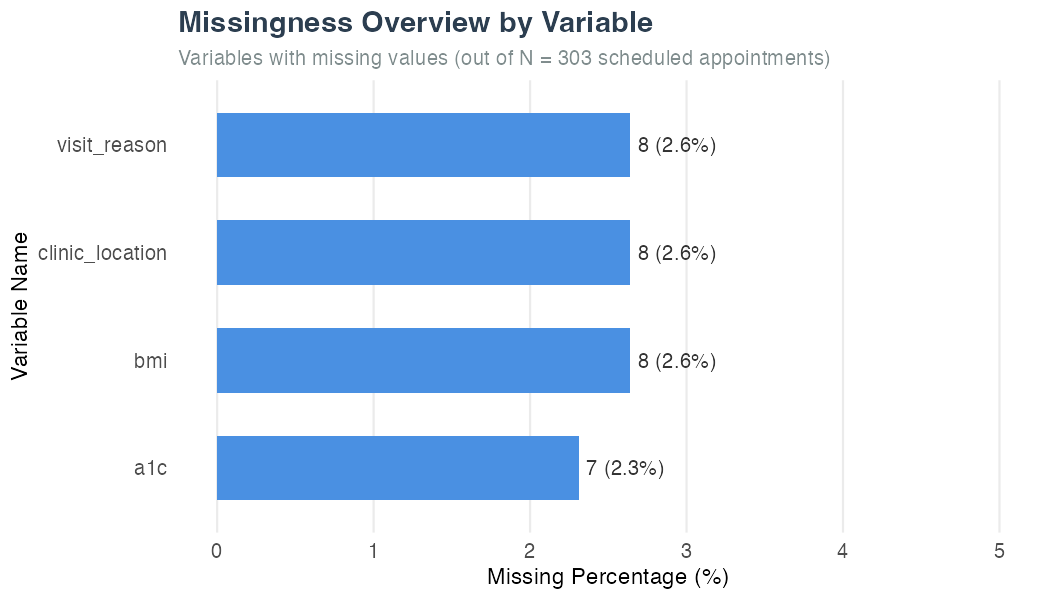 Missingness Overview by Variable
Variables with missing values (out of N = 303 scheduled appointments)
Variable Name
visit_reason
8 (2.6%)
clinic_location
8 (2.6%)
bmi
8 (2.6%)
a1c
7 (2.3%)
0 1 2 3 4 5
Missing Percentage (%)